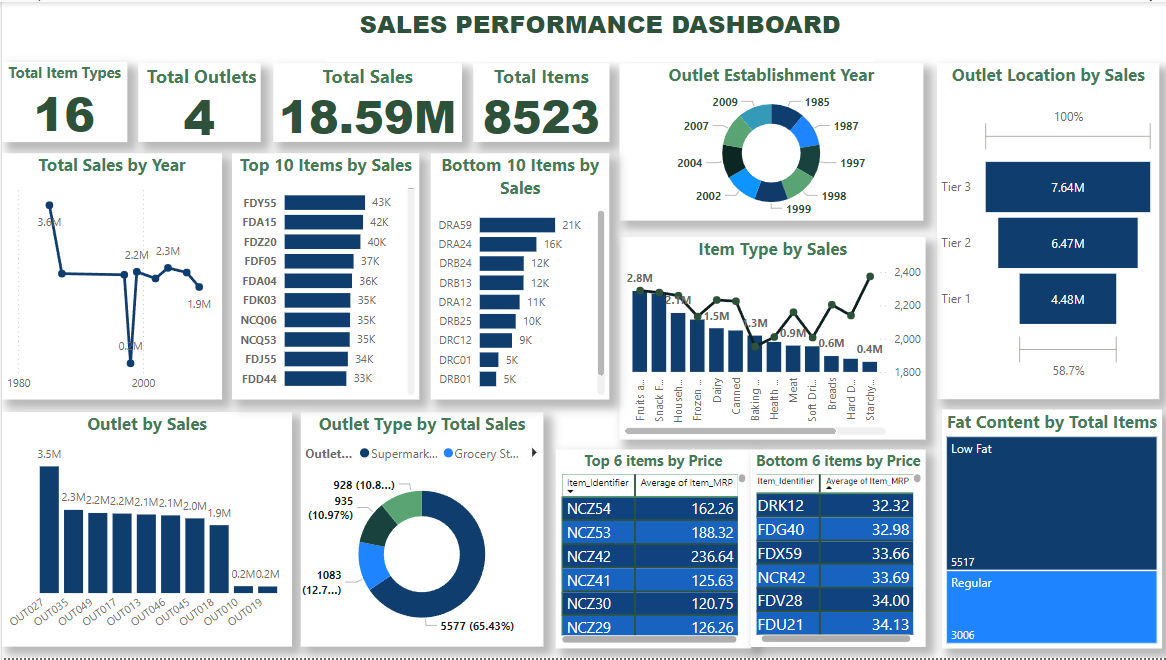 SALES PERFORMANCE DASHBOARD
Total Item Types
16
Total Outlets
4
Total Sales
18.59M
Total Items
8523
Outlet Establishment Year
2009
1985
2007
1987
2004
1997
2002
1998
1999
Outlet Location by Sales
100%
Tier 3
7.64M
Tier 2
6.47M
Tier 1
4.48M
58.7%
Total Sales by Year
3.6M
2.2M
2.3M
1.9M
0.2M
1980
2000
Top 10 Items by Sales
FDY55 43K
FDA15 42K
FDZ20 40K
FDF05 37K
FDA04 36K
FDK03 35K
NCQ06 35K
NCQ53 35K
FDJ55 34K
FDD44 33K
Bottom 10 Items by
Sales
DRA59 21K
DRA24 16K
DRB24 12K
DRB13 12K
DRA12 11K
DRB25 10K
DRC12 9K
DRC01 5K
DRB01 5K
Item Type by Sales
2.8M
2.1M
1.5M
1.3M
0.9M
0.6M
0.4M
2,400
2,200
2,000
1,800
Fruits a...
Snack F...
Househ...
Frozen ...
Dairy
Canned
Baking ...
Health ...
Meat
Soft Dri...
Breads
Hard D...
Starchy...
Outlet by Sales
3.5M
2.3M
2.2M
2.2M
2.1M
2.1M
2.0M
1.9M
0.2M
0.2M
OUT027
OUT035
OUT049
OUT017
OUT013
OUT046
OUT045
OUT018
OUT010
OUT019
Outlet Type by Total Sales
Outlet... Supermark... Grocery St...
928 (10.8...)
935
(10.97%)
1083
(12.7...)
5577 (65.43%)
Top 6 items by Price
Item_Identifier Average of Item_MRP
NCZ54 162.26
NCZ53 188.32
NCZ42 236.64
NCZ41 125.63
NCZ30 120.75
NCZ29 126.26
Bottom 6 items by Price
Item_Identifier Average of Item_MRP
DRK12 32.32
FDG40 32.98
FDX59 33.66
NCR42 33.69
FDV28 34.00
FDU21 34.13
Fat Content by Total Items
Low Fat
5517
Regular
3006